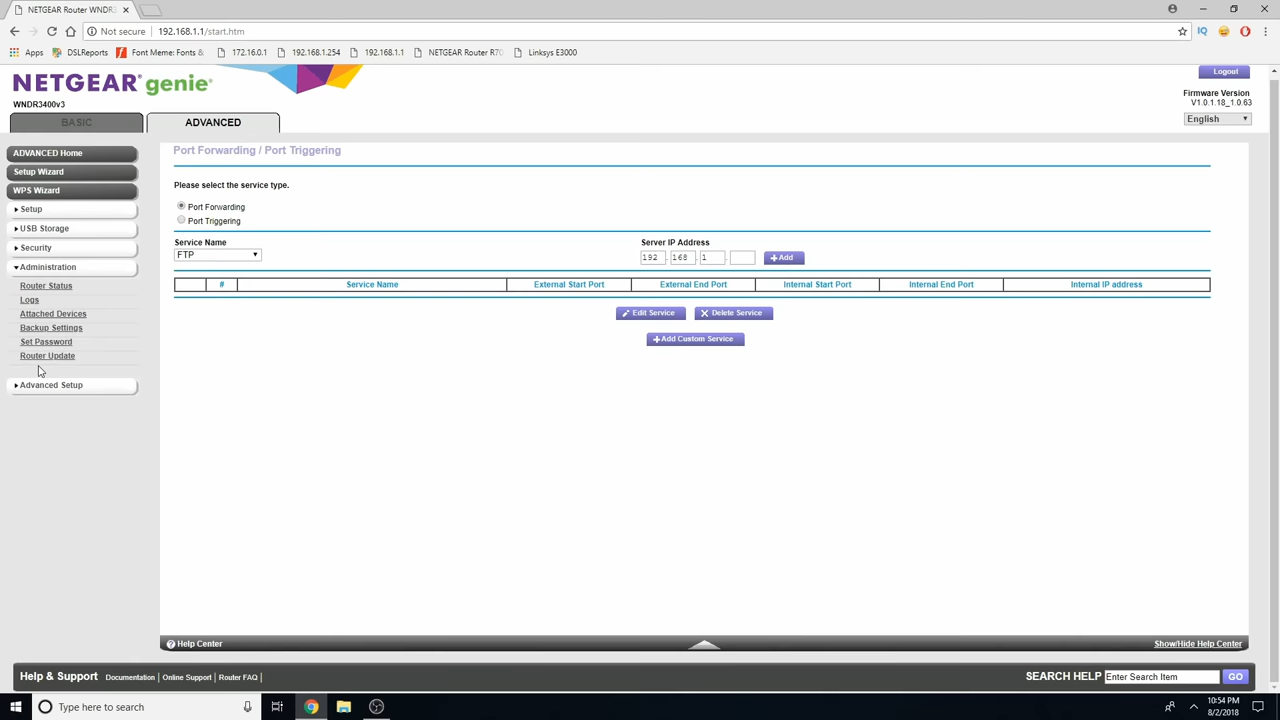 NETGEAR Router WNDR3
Not secure | 192.168.1.1/start.htm
Apps DSLReports Font Meme: Fonts & 172.16.0.1 192.168.1.254 192.168.1.1 NETGEAR Router R70 Linksys E3000
NETGEAR® genie®
Logout
WNDR3400v3
Firmware Version
V1.0.1.18_1.0.63
BASIC
ADVANCED
English
ADVANCED Home
Setup Wizard
WPS Wizard
Setup
USB Storage
Security
Administration
Router Status
Logs
Attached Devices
Backup Settings
Set Password
Router Update
Advanced Setup
Port Forwarding / Port Triggering
Please select the service type.
Port Forwarding
Port Triggering
Service Name
FTP
Server IP Address
192 . 168 . 1 .
+Add
# Service Name External Start Port External End Port Internal Start Port Internal End Port Internal IP address
Edit Service
Delete Service
+Add Custom Service
Help Center
Show/Hide Help Center
Help & Support Documentation | Online Support | Router FAQ |
SEARCH HELP Enter Search Item GO
Type here to search
10:54 PM
8/2/2018